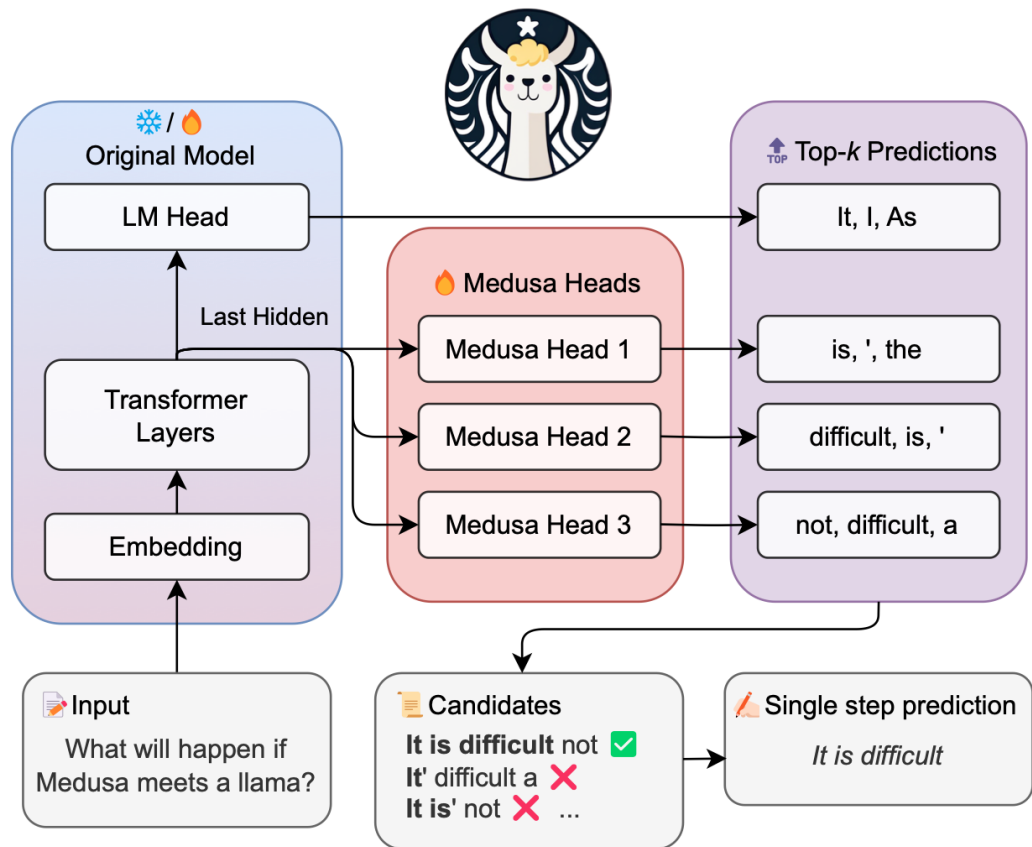 ❄️ / 🔥
Original Model
LM Head
Last Hidden
Transformer
Layers
Embedding
🔥 Medusa Heads
Medusa Head 1
Medusa Head 2
Medusa Head 3
TOP
Top-k Predictions
It, I, As
is, ', the
difficult, is, '
not, difficult, a
📝 Input
What will happen if
Medusa meets a llama?
📜 Candidates
It is difficult not ✅
It' difficult a ❌
It is' not ❌ ...
✍🏻 Single step prediction
It is difficult